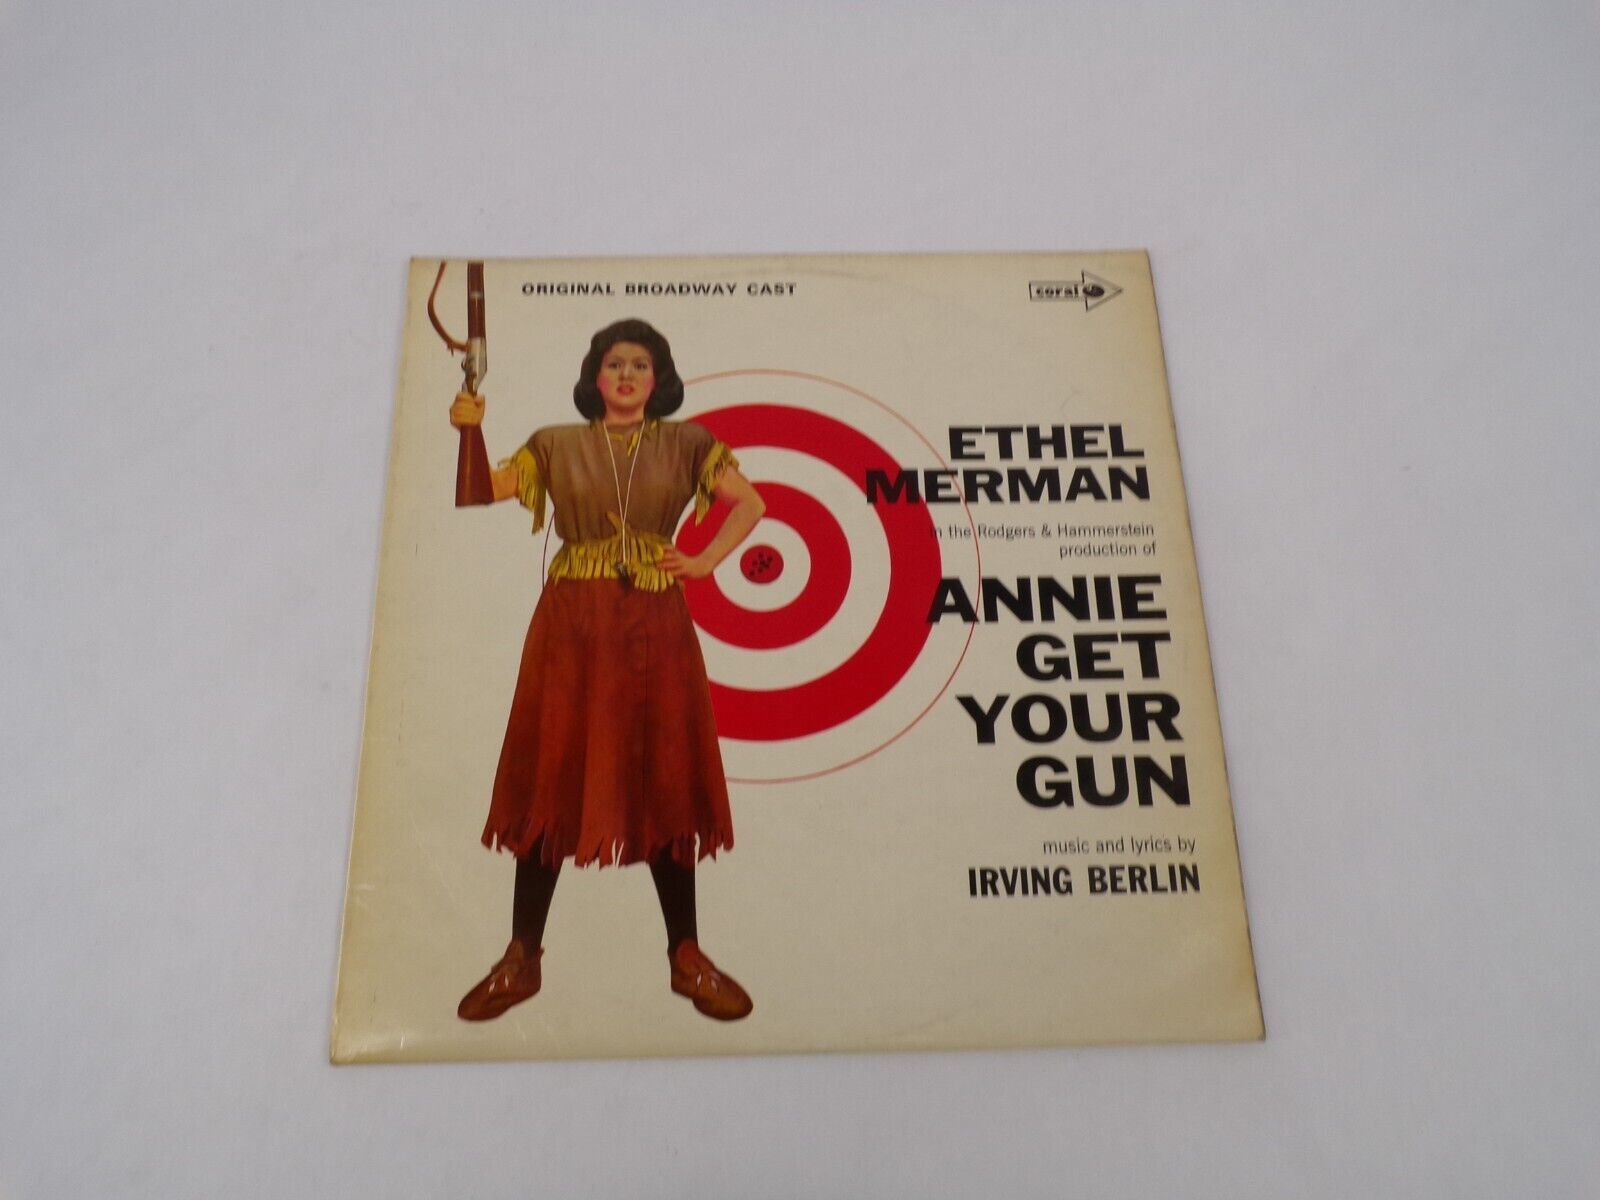 ORIGINAL BROADWAY CAST
coral
ETHEL
MERMAN
in the Rodgers & Hammerstein
production of
ANNIE
GET
YOUR
GUN
music and lyrics by
IRVING BERLIN